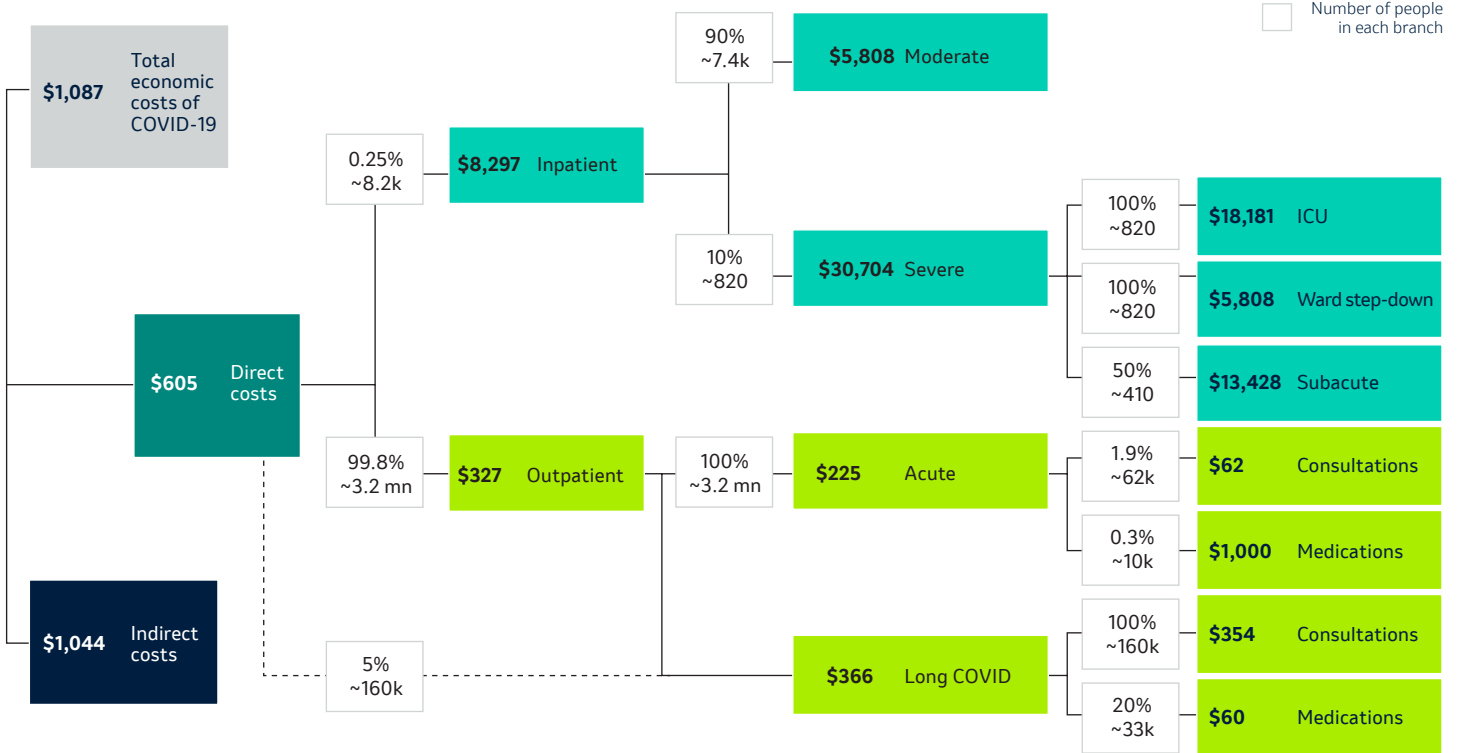 Number of people
in each branch
$1,087 Total
economic
costs of
COVID-19
$605 Direct
costs
$1,044 Indirect
costs
0.25%
~8.2k
$8,297 Inpatient
90%
~7.4k
$5,808 Moderate
10%
~820
$30,704 Severe
100%
~820
$18,181 ICU
100%
~820
$5,808 Ward step-down
50%
~410
$13,428 Subacute
99.8%
~3.2 mn
$327 Outpatient
100%
~3.2 mn
$225 Acute
1.9%
~62k
$62 Consultations
0.3%
~10k
$1,000 Medications
5%
~160k
$366 Long COVID
100%
~160k
$354 Consultations
20%
~33k
$60 Medications